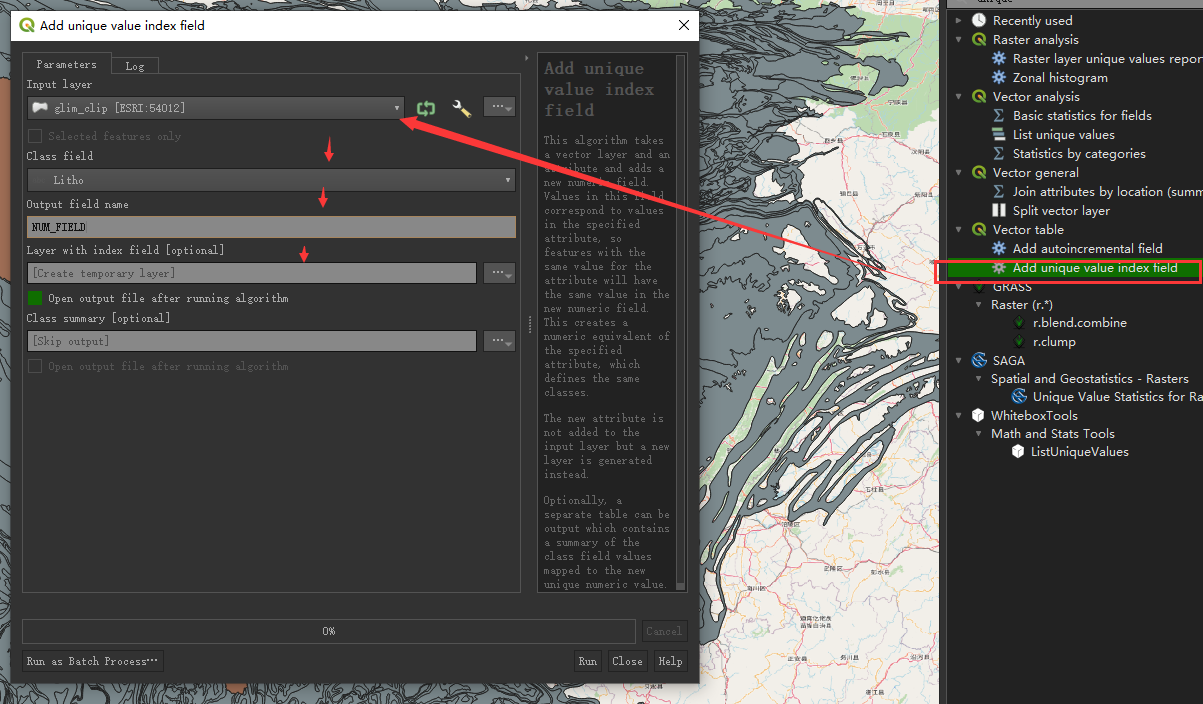 Add unique value index field
Parameters
Log
Input layer
glim_clip [ESRI:54012]
Selected features only
Class field
Litho
Output field name
NUM_FIELD
Layer with index field [optional]
[Create temporary layer]
Open output file after running algorithm
Class summary [optional]
[Skip output]
Open output file after running algorithm
0%
Cancel
Run as Batch Process…
Run
Close
Help
Add unique
value index
field
This algorithm takes
a vector layer and an
attribute and adds a
new numeric field.
Values in this field
correspond to values
in the specified
attribute, so
features with the
same value for the
attribute will have
the same value in the
new numeric field.
This creates a
numeric equivalent of
the specified
attribute, which
defines the same
classes.
The new attribute is
not added to the
input layer but a new
layer is generated
instead.
Optionally, a
separate table can be
output which contains
a summary of the
class field values
mapped to the new
unique numeric value.
unique
Recently used
Raster analysis
Raster layer unique values repor
Zonal histogram
Vector analysis
Basic statistics for fields
List unique values
Statistics by categories
Vector general
Join attributes by location (summ
Split vector layer
Vector table
Add autoincremental field
Add unique value index field
GRASS
Raster (r.*)
r.blend.combine
r.clump
SAGA
Spatial and Geostatistics - Rasters
Unique Value Statistics for Ra
WhiteboxTools
Math and Stats Tools
ListUniqueValues